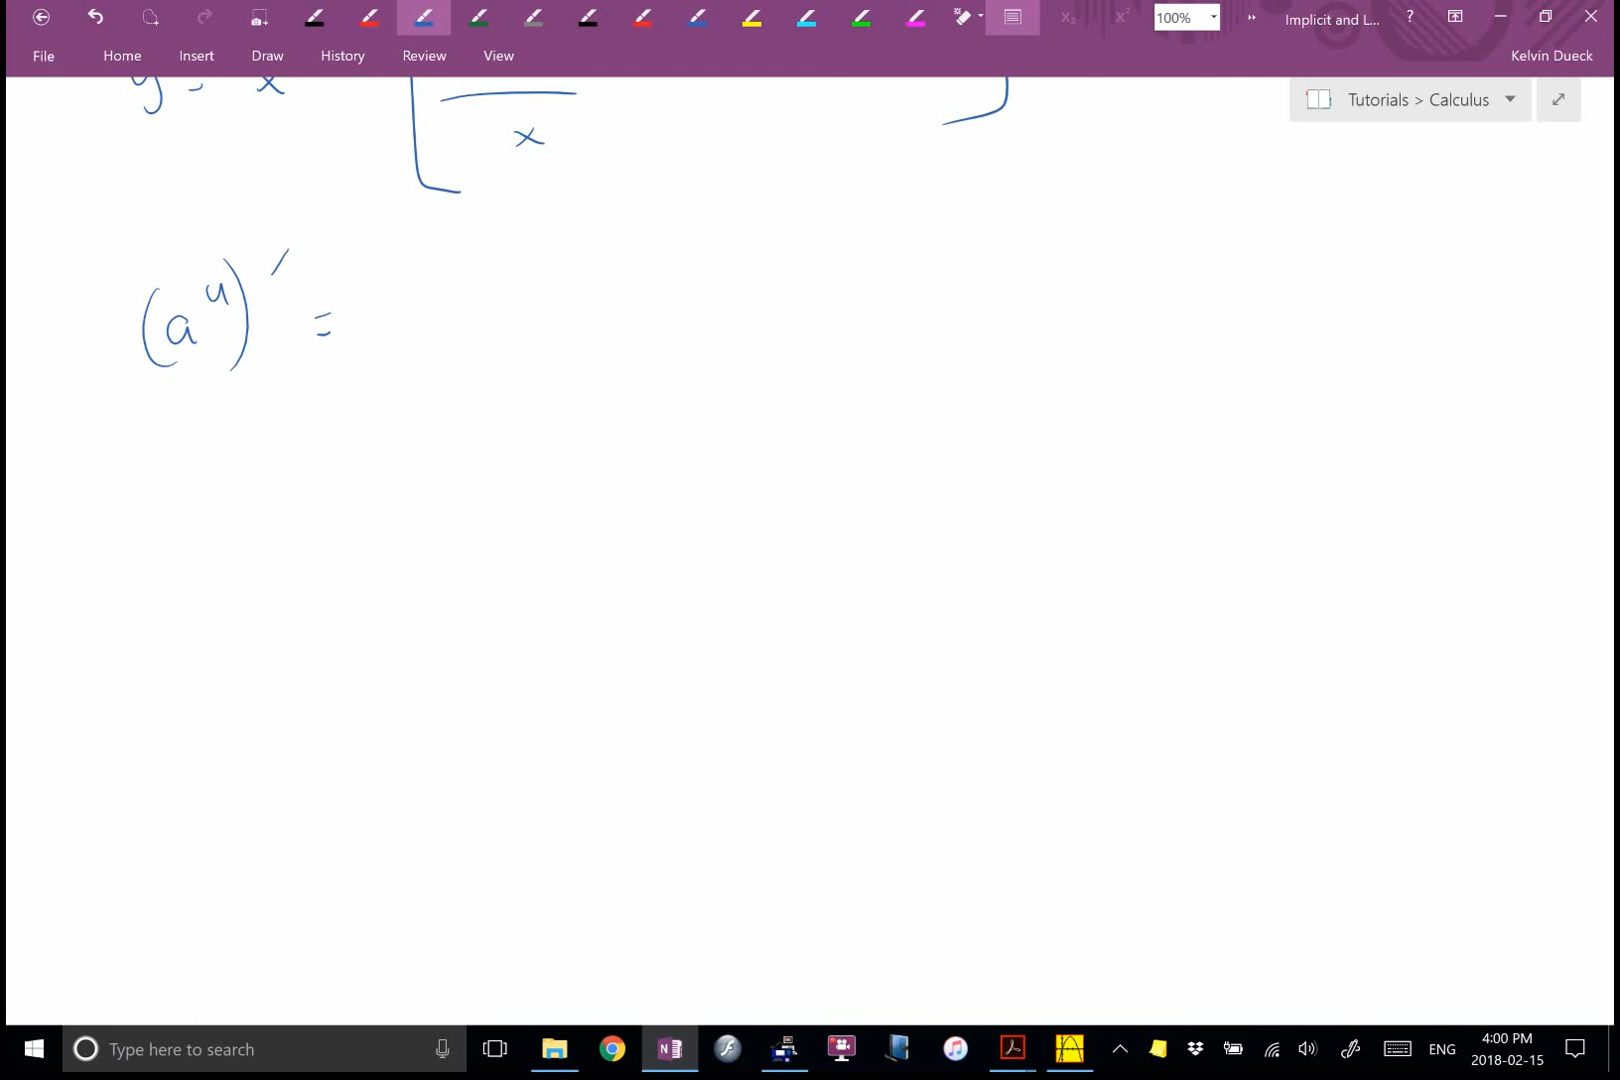 100%
Implicit and L...
?
File Home Insert Draw History Review View
Kelvin Dueck
Tutorials > Calculus
x
(a^u)' =
Type here to search
ENG
4:00 PM
2018-02-15